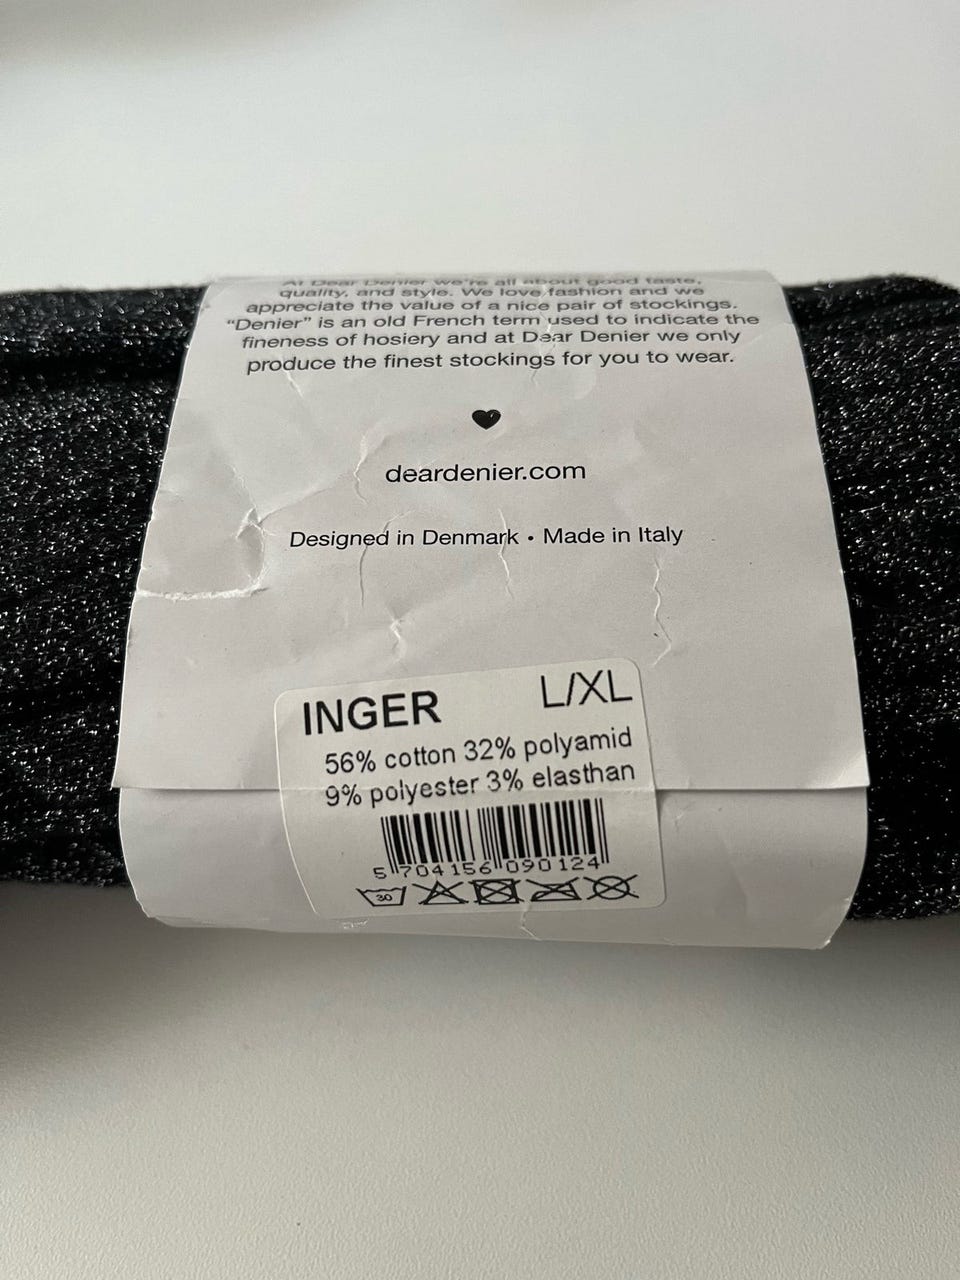 At Dear Denier we're all about good taste,
quality, and style. We love fashion and we
appreciate the value of a nice pair of stockings.
“Denier” is an old French term used to indicate the
fineness of hosiery and at Dear Denier we only
produce the finest stockings for you to wear.
deardenier.com
Designed in Denmark • Made in Italy
INGER L/XL
56% cotton 32% polyamid
9% polyester 3% elasthan
5 704156 090124
30